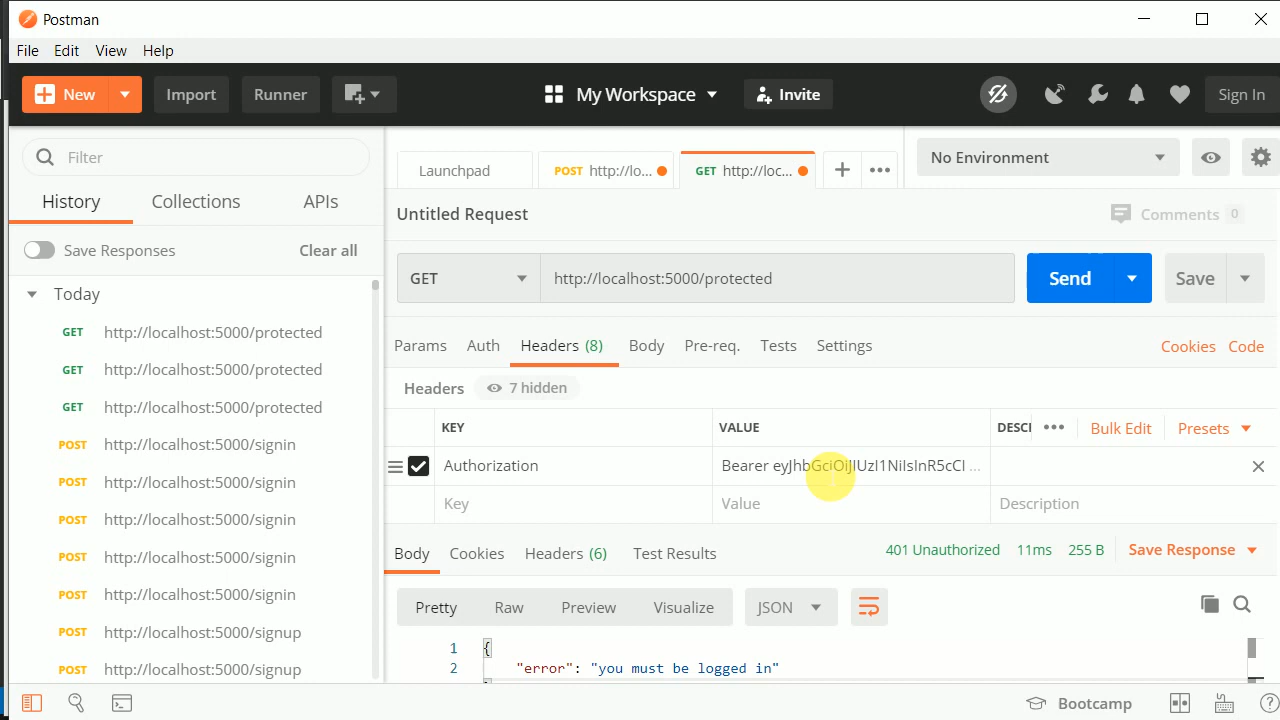 Postman
File Edit View Help
New Import Runner My Workspace Invite Sign In
Filter
History Collections APIs
Save Responses Clear all
Today
GET http://localhost:5000/protected
GET http://localhost:5000/protected
GET http://localhost:5000/protected
POST http://localhost:5000/signin
POST http://localhost:5000/signin
POST http://localhost:5000/signin
POST http://localhost:5000/signin
POST http://localhost:5000/signin
POST http://localhost:5000/signup
POST http://localhost:5000/signup
Launchpad POST http://lo... GET http://loc... No Environment
Untitled Request Comments 0
GET http://localhost:5000/protected Send Save
Params Auth Headers (8) Body Pre-req. Tests Settings Cookies Code
Headers 7 hidden
KEY VALUE DESCI Bulk Edit Presets
Authorization Bearer ...
Key Value Description
Body Cookies Headers (6) Test Results 401 Unauthorized 11ms 255 B Save Response
Pretty Raw Preview Visualize JSON
1 {
2 "error": "you must be logged in"
Bootcamp